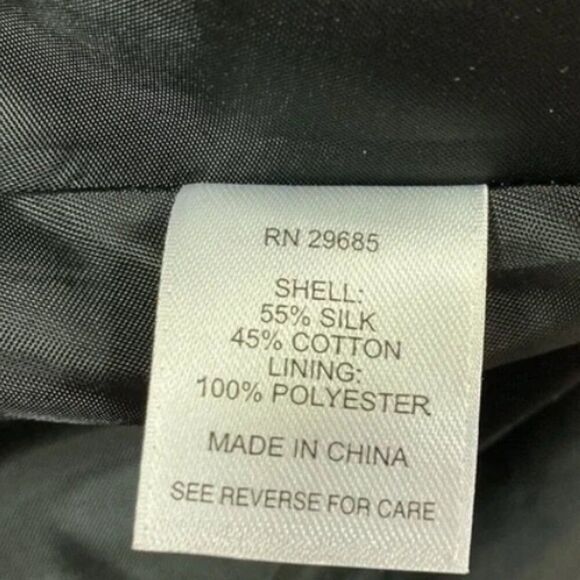 RN 29685
SHELL:
55% SILK
45% COTTON
LINING:
100% POLYESTER
MADE IN CHINA
SEE REVERSE FOR CARE